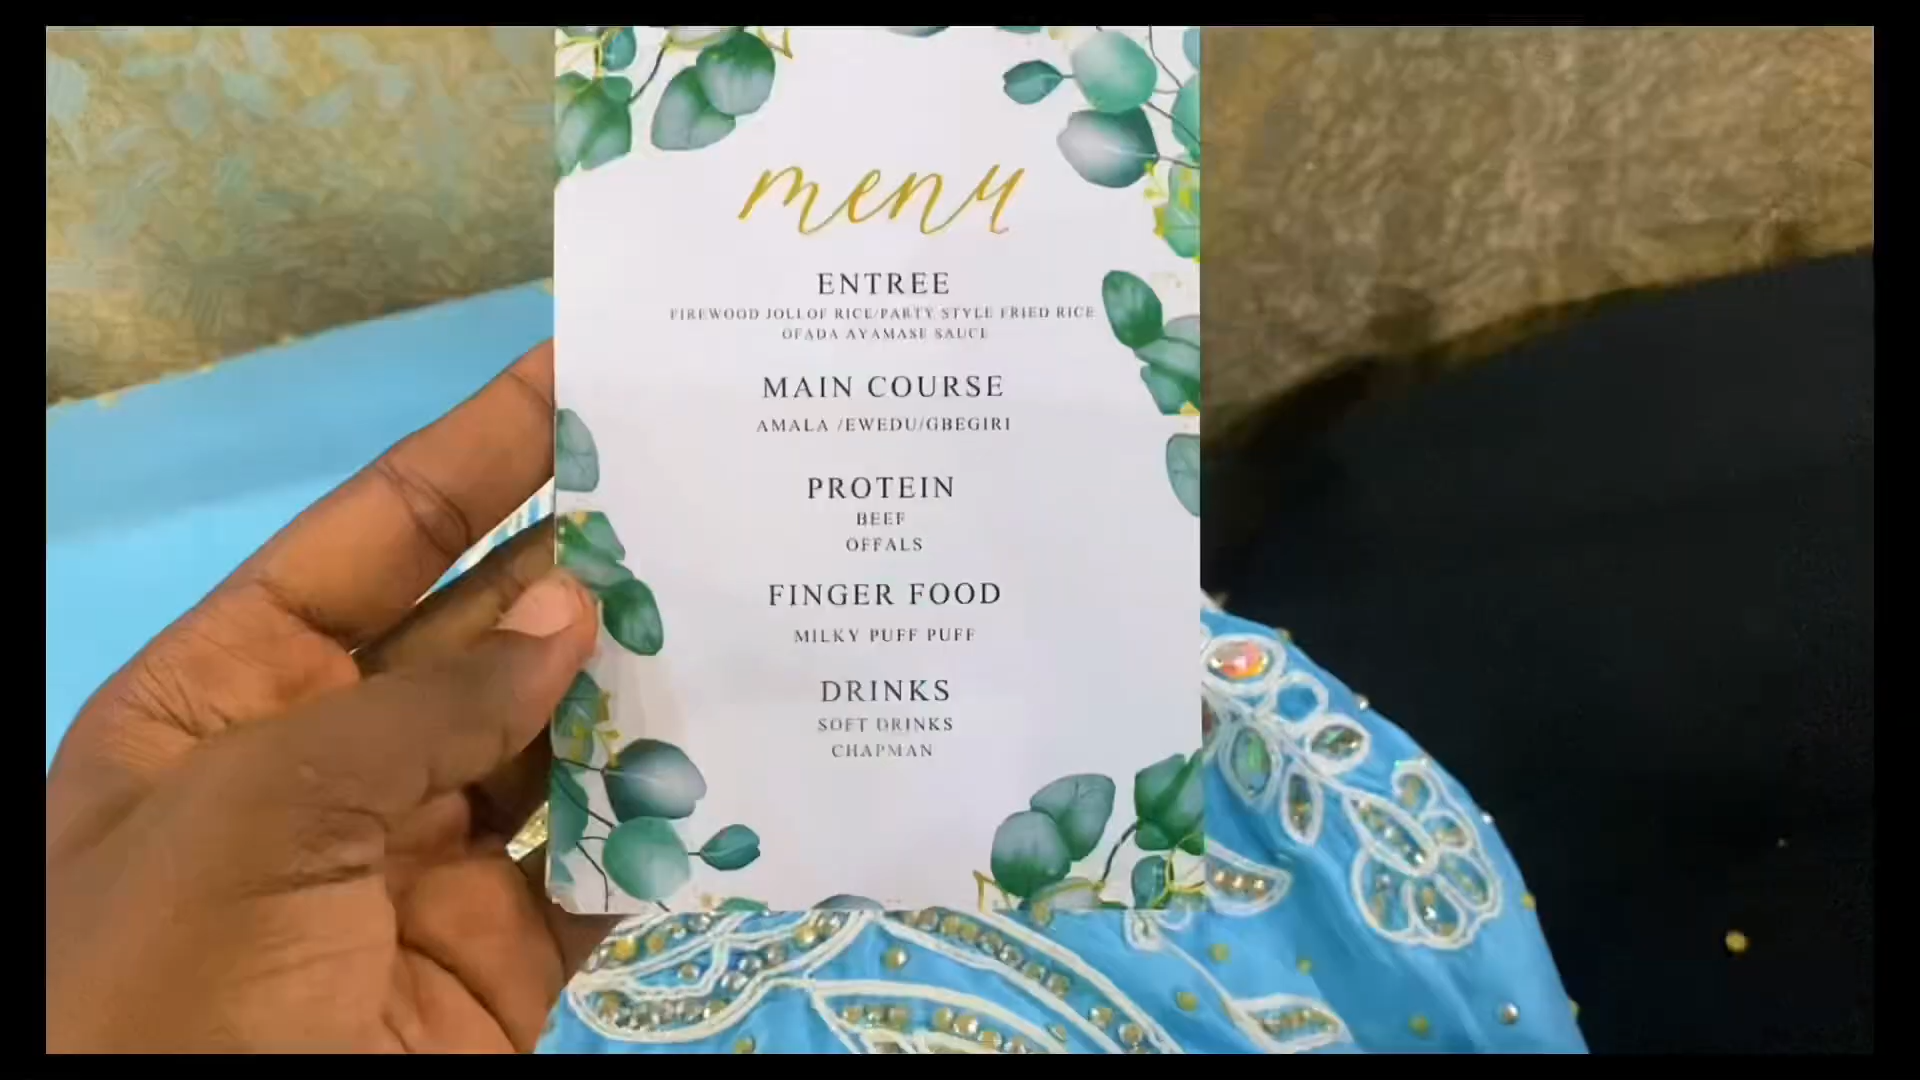 menu
ENTREE
FIREWOOD JOLLOF RICE/PARTY STYLE FRIED RICE
OFADA AYAMASE SAUCE
MAIN COURSE
AMALA /EWEDU/GBEGIRI
PROTEIN
BEEF
OFFALS
FINGER FOOD
MILKY PUFF PUFF
DRINKS
SOFT DRINKS
CHAPMAN